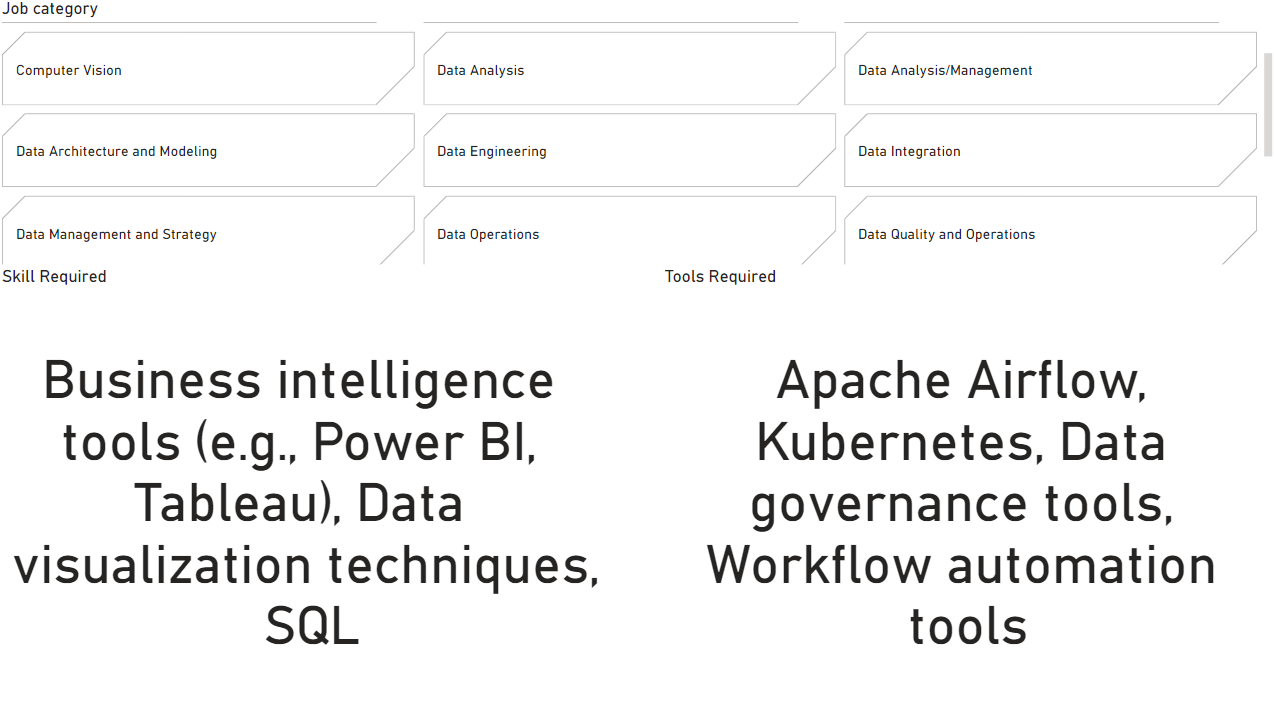 Job category
Computer Vision
Data Analysis
Data Analysis/Management
Data Architecture and Modeling
Data Engineering
Data Integration
Data Management and Strategy
Data Operations
Data Quality and Operations
Skill Required
Business intelligence
tools (e.g., Power BI,
Tableau), Data
visualization techniques,
SQL
Tools Required
Apache Airflow,
Kubernetes, Data
governance tools,
Workflow automation
tools